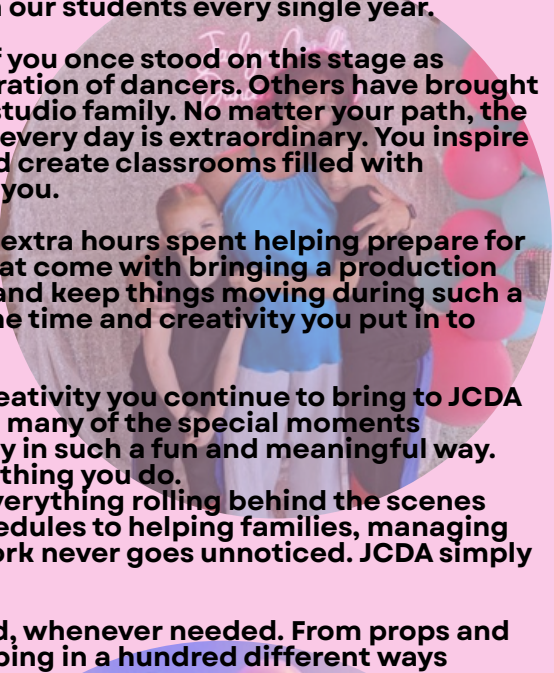 our students every single year.
you once stood on this stage as
ration of dancers. Others have brought
studio family. No matter your path, the
every day is extraordinary. You inspire
d create classrooms filled with
you.
extra hours spent helping prepare for
at come with bringing a production
and keep things moving during such a
e time and creativity you put in to
eativity you continue to bring to JCDA
many of the special moments
y in such a fun and meaningful way.
thing you do.
verything rolling behind the scenes
edules to helping families, managing
ork never goes unnoticed. JCDA simply
d, whenever needed. From props and
ping in a hundred different ways